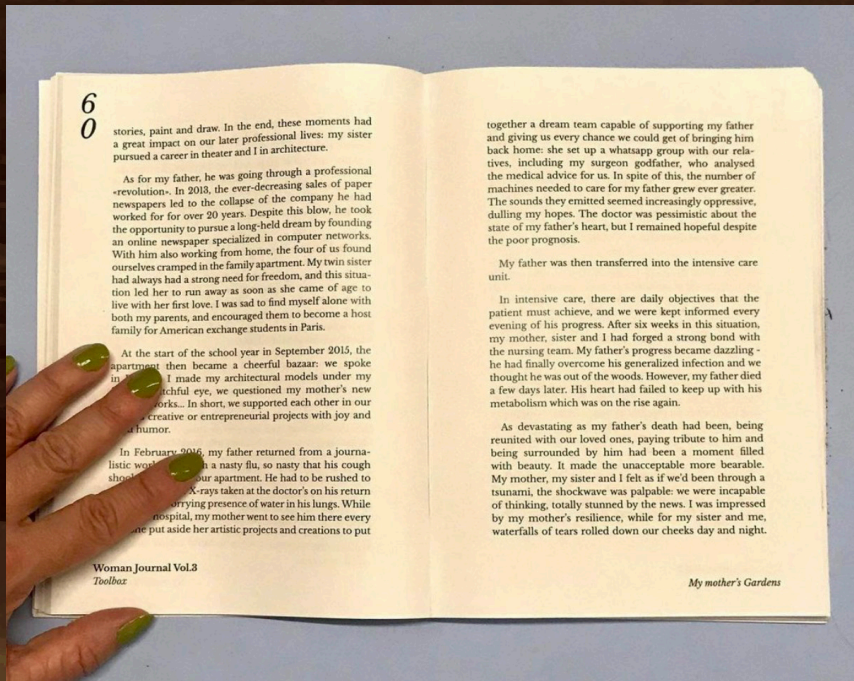 6
0
stories, paint and draw. In the end, these moments had
a great impact on our later professional lives: my sister
pursued a career in theater and I in architecture.
As for my father, he was going through a professional
«revolution». In 2013, the ever-decreasing sales of paper
newspapers led to the collapse of the company he had
worked for for over 20 years. Despite this blow, he took
the opportunity to pursue a long-held dream by founding
an online newspaper specialized in computer networks.
With him also working from home, the four of us found
ourselves cramped in the family apartment. My twin sister
had always had a strong need for freedom, and this situa-
tion led her to run away as soon as she came of age to
live with her first love. I was sad to find myself alone with
both my parents, and encouraged them to become a host
family for American exchange students in Paris.
At the start of the school year in September 2015, the
apartment then became a cheerful bazaar: we spoke
in I made my architectural models under my
eye, we questioned my mother's new
In short, we supported each other in our
creative or entrepreneurial projects with joy and
humor.
In February 2016, my father returned from a journa-
listic a nasty flu, so nasty that his cough
our apartment. He had to be rushed to
X-rays taken at the doctor's on his return
presence of water in his lungs. While
hospital, my mother went to see him there every
put aside her artistic projects and creations to put
Woman Journal Vol.3
Toolbox
together a dream team capable of supporting my father
and giving us every chance we could get of bringing him
back home: she set up a whatsapp group with our rela-
tives, including my surgeon godfather, who analysed
the medical advice for us. In spite of this, the number of
machines needed to care for my father grew ever greater.
The sounds they emitted seemed increasingly oppressive,
dulling my hopes. The doctor was pessimistic about the
state of my father's heart, but I remained hopeful despite
the poor prognosis.
My father was then transferred into the intensive care
unit.
In intensive care, there are daily objectives that the
patient must achieve, and we were kept informed every
evening of his progress. After six weeks in this situation,
my mother, sister and I had forged a strong bond with
the nursing team. My father's progress became dazzling -
he had finally overcome his generalized infection and we
thought he was out of the woods. However, my father died
a few days later. His heart had failed to keep up with his
metabolism which was on the rise again.
As devastating as my father's death had been, being
reunited with our loved ones, paying tribute to him and
being surrounded by him had been a moment filled
with beauty. It made the unacceptable more bearable.
My mother, my sister and I felt as if we'd been through a
tsunami, the shockwave was palpable: we were incapable
of thinking, totally stunned by the news. I was impressed
by my mother's resilience, while for my sister and me,
waterfalls of tears rolled down our cheeks day and night.
My mother's Gardens